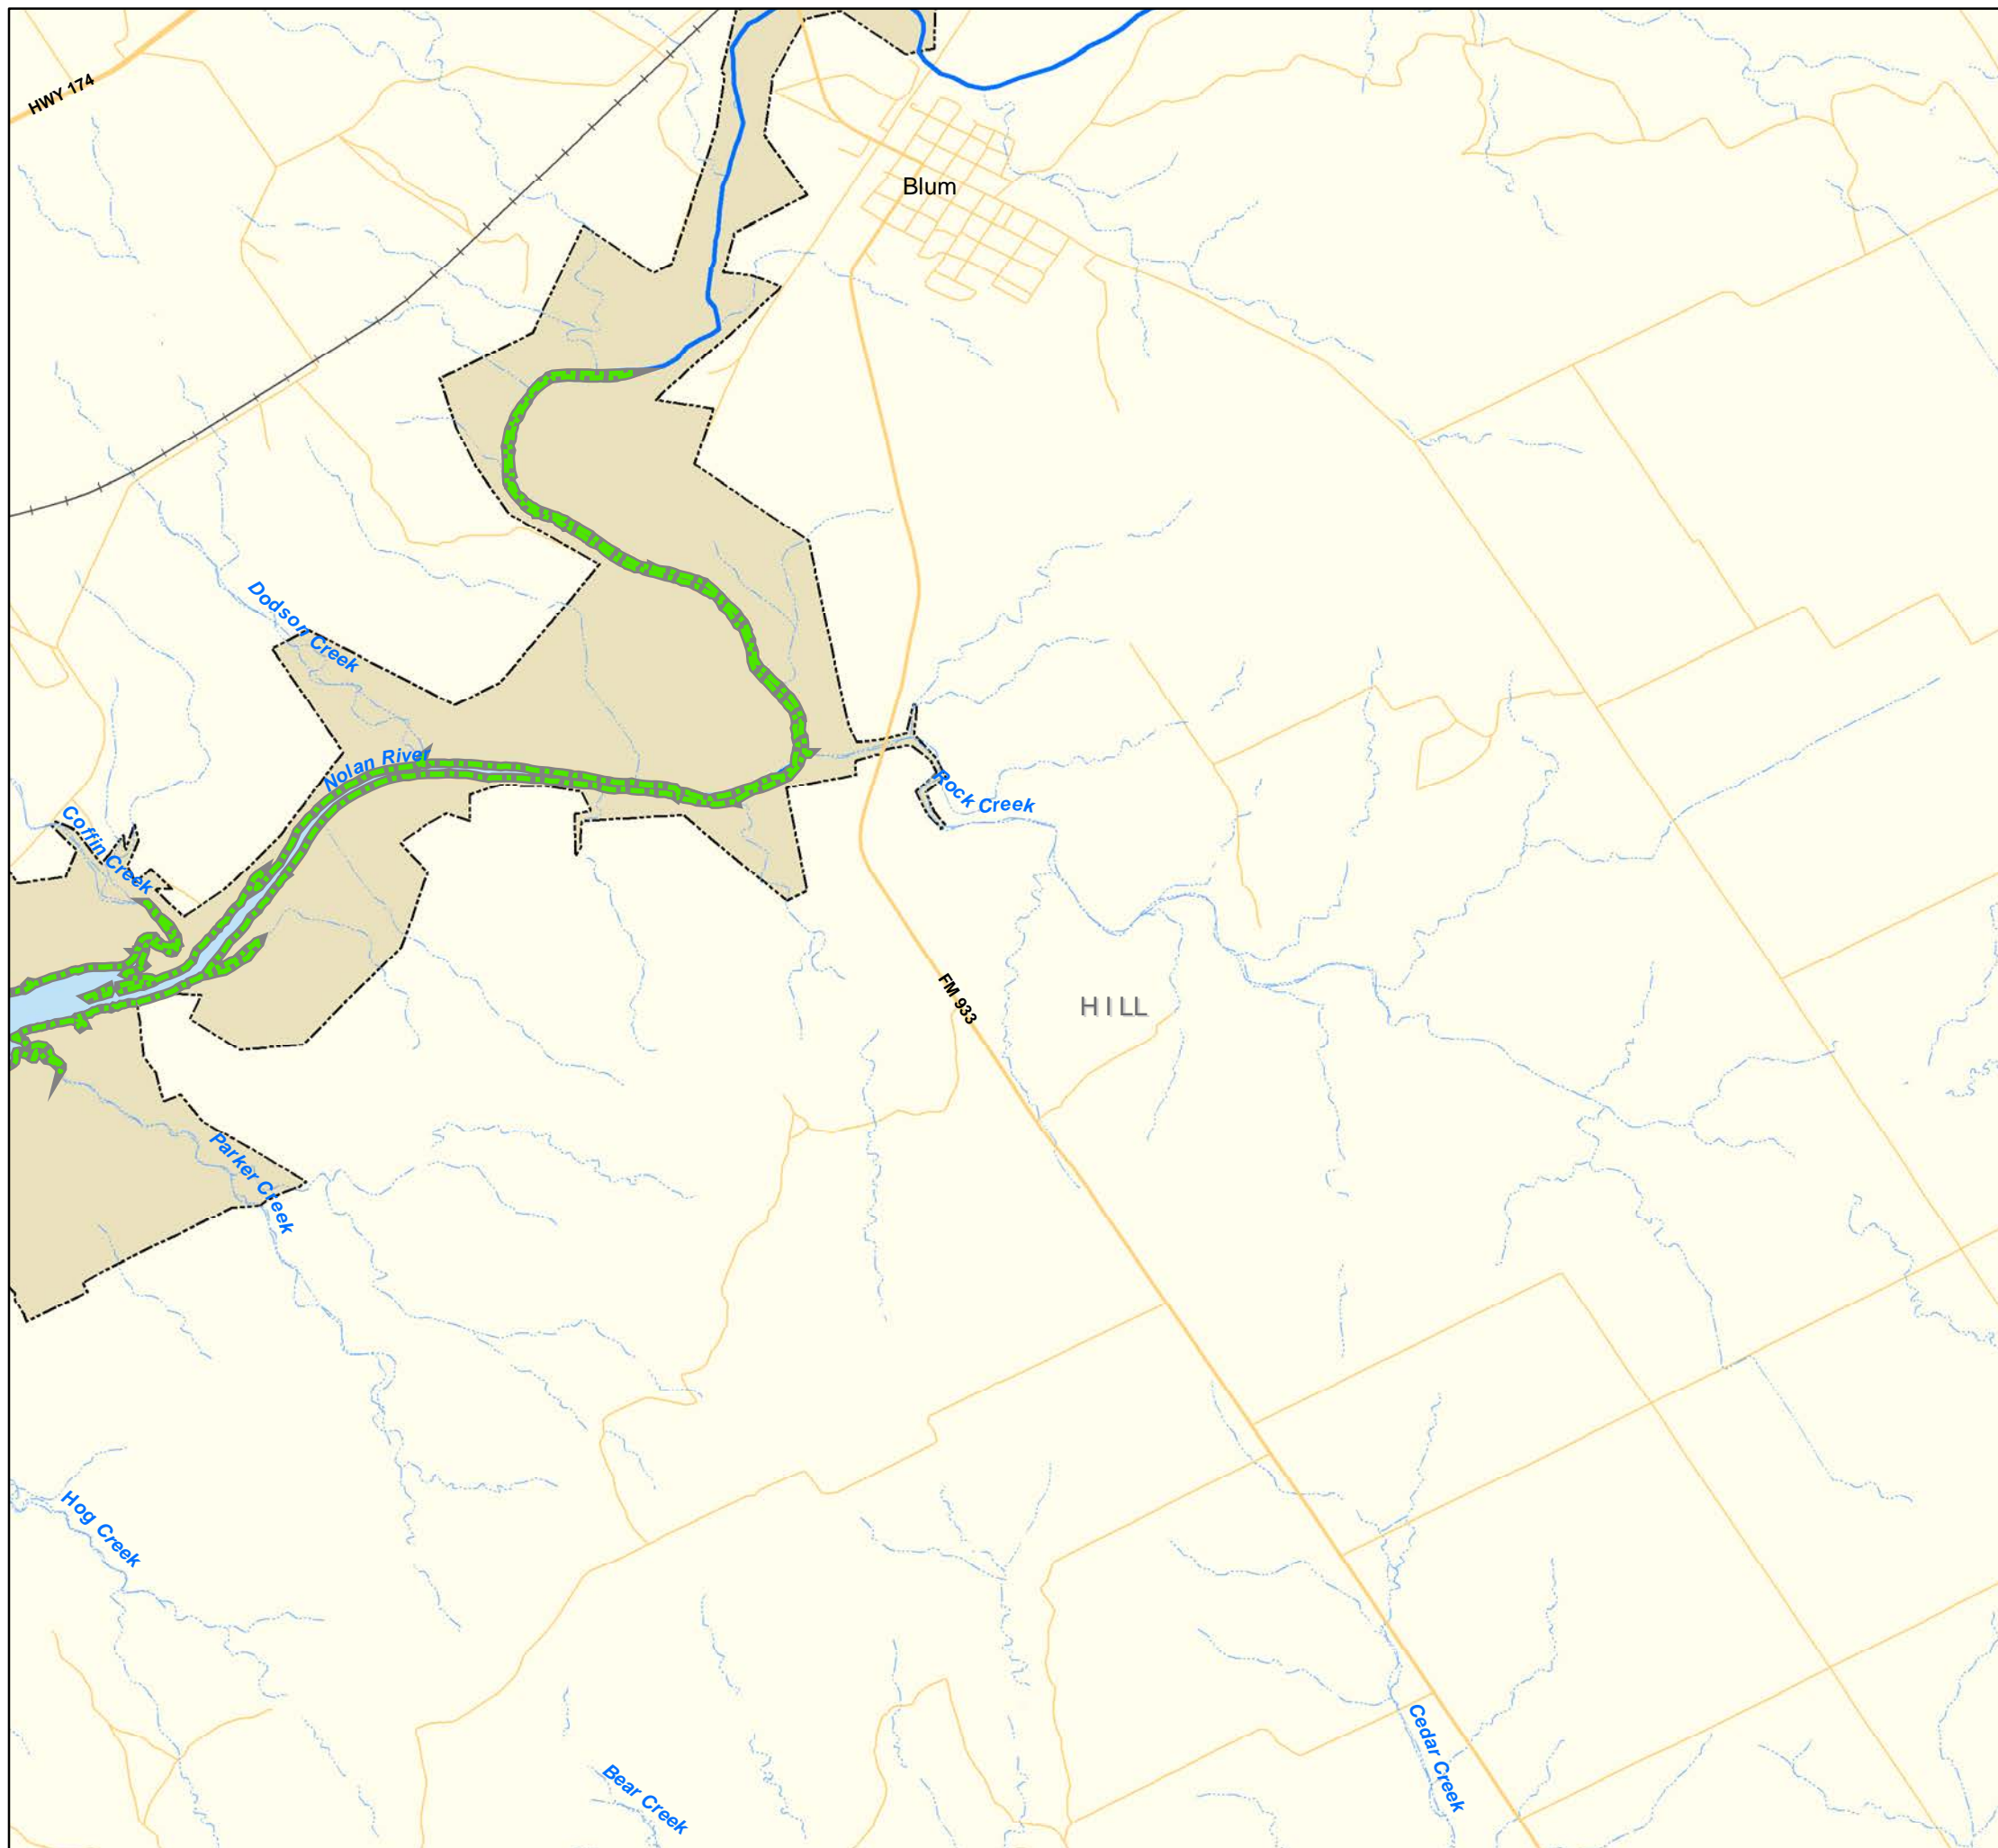 HWY 174
Blum
Dodson Creek
Nolan River
Rock Creek
Coffin Creek
FM 933
HILL
Parker Creek
Hog Creek
Cedar Creek
Bear Creek